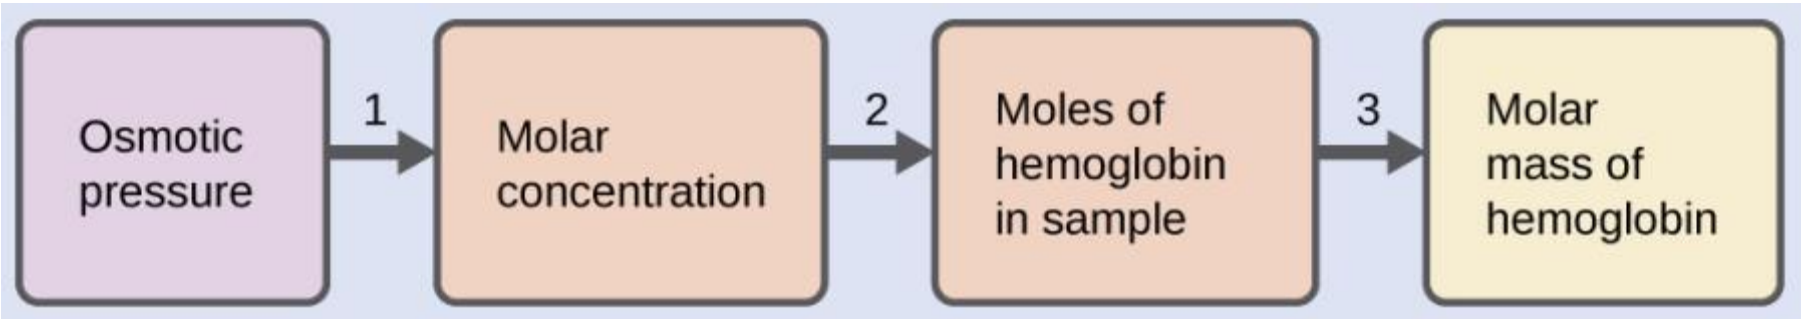 Osmotic
pressure
1
Molar
concentration
2
Moles of
hemoglobin
in sample
3
Molar
mass of
hemoglobin